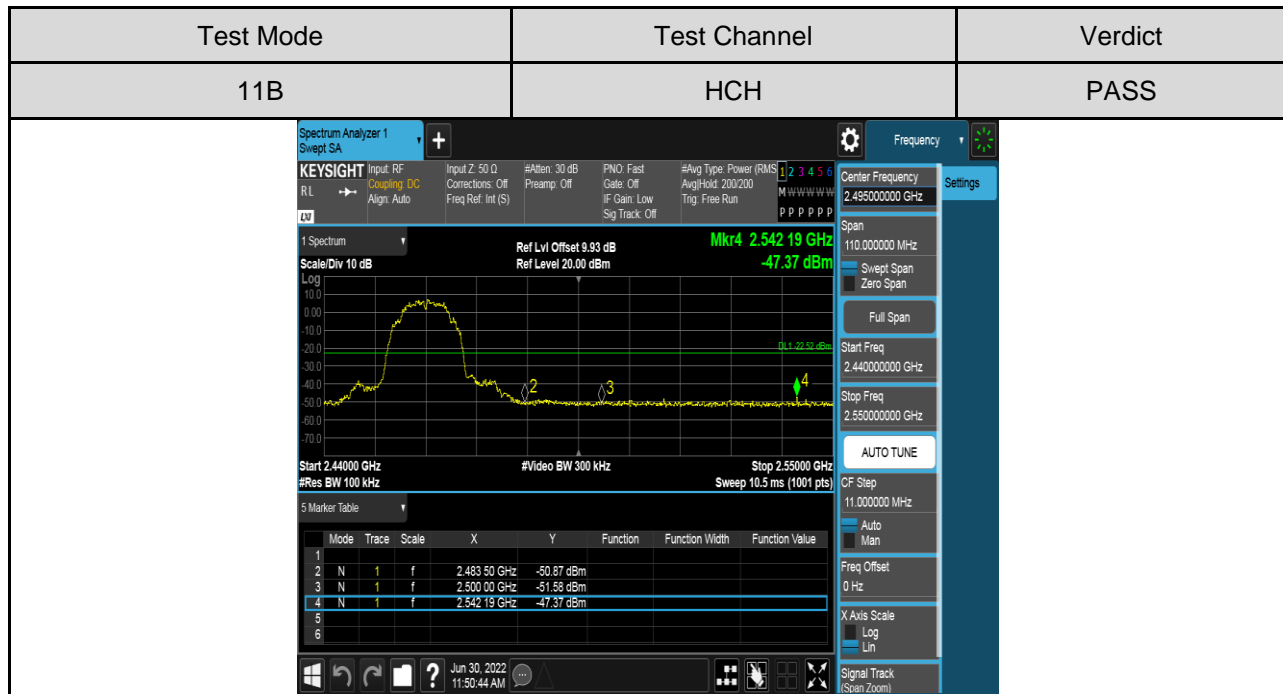 Test Mode Test Channel Verdict
11B HCH PASS
Spectrum Analyzer 1
Swept SA
+
Frequency
KEYSIGHT
RL
LXI
Input: RF
Coupling: DC
Align: Auto
Input Z: 50 Ω
Corrections: Off
Freq Ref: Int (S)
#Atten: 30 dB
Preamp: Off
PNO: Fast
Gate: Off
IF Gain: Low
Sig Track: Off
#Avg Type: Power (RMS
Avg|Hold: 200/200
Trig: Free Run
1 2 3 4 5 6
M W W W W W
P P P P P P
1 Spectrum
Scale/Div 10 dB
Ref Lvl Offset 9.93 dB
Ref Level 20.00 dBm
Mkr4 2.542 19 GHz
-47.37 dBm
Log
10.0
0.00
-10.0
-20.0
-30.0
-40.0
-50.0
-60.0
-70.0
DL1 -22.52 dBm
2
3
4
Start 2.44000 GHz #Video BW 300 kHz Stop 2.55000 GHz
#Res BW 100 kHz Sweep 10.5 ms (1001 pts)
5 Marker Table
Mode Trace Scale X Y Function Function Width Function Value
1
2 N 1 f 2.483 50 GHz -50.87 dBm
3 N 1 f 2.500 00 GHz -51.58 dBm
4 N 1 f 2.542 19 GHz -47.37 dBm
5
6
?
Jun 30, 2022
11:50:44 AM
Center Frequency
2.495000000 GHz
Settings
Span
110.000000 MHz
Swept Span
Zero Span
Full Span
Start Freq
2.440000000 GHz
Stop Freq
2.550000000 GHz
AUTO TUNE
CF Step
11.000000 MHz
Auto
Man
Freq Offset
0 Hz
X Axis Scale
Log
Lin
Signal Track
(Span Zoom)